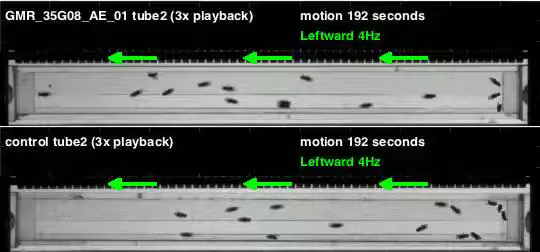 GMR_35G08_AE_01 tube2 (3x playback)
motion 192 seconds
Leftward 4Hz
control tube2 (3x playback)
motion 192 seconds
Leftward 4Hz